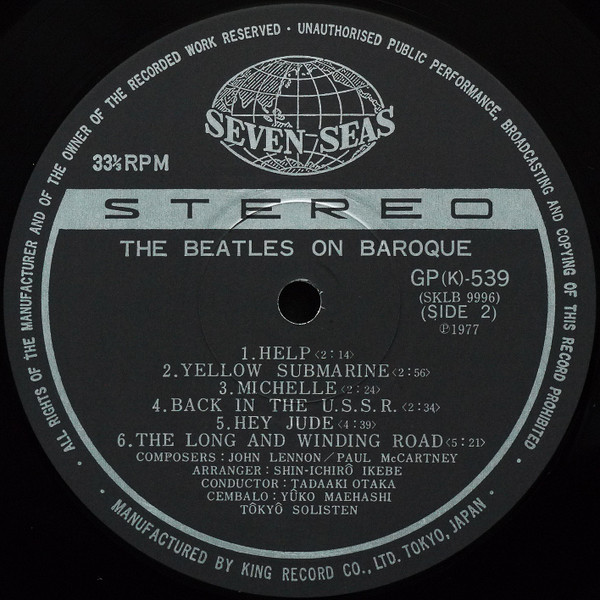 · ALL RIGHTS OF THE MANUFACTURER AND OF THE OWNER OF THE RECORDED WORK RESERVED · UNAUTHORISED PUBLIC PERFORMANCE, BROADCASTING AND COPYING OF THIS RECORD PROHIBITED ·
SEVEN-SEAS
33⅓ RPM
STEREO
THE BEATLES ON BAROQUE
GP(K)-539
(SKLB 9996)
(SIDE 2)
Ⓟ1977
1.HELP<2:14>
2.YELLOW SUBMARINE<2:56>
3.MICHELLE<2:24>
4.BACK IN THE U.S.S.R.<2:34>
5.HEY JUDE<4:39>
6.THE LONG AND WINDING ROAD<5:21>
COMPOSERS:JOHN LENNON/PAUL McCARTNEY
ARRANGER:SHIN-ICHIRŌ IKEBE
CONDUCTOR:TADAAKI OTAKA
CEMBALO:YŪKO MAEHASHI
TŌKYŌ SOLISTEN
· MANUFACTURED BY KING RECORD CO., LTD. TOKYO, JAPAN ·